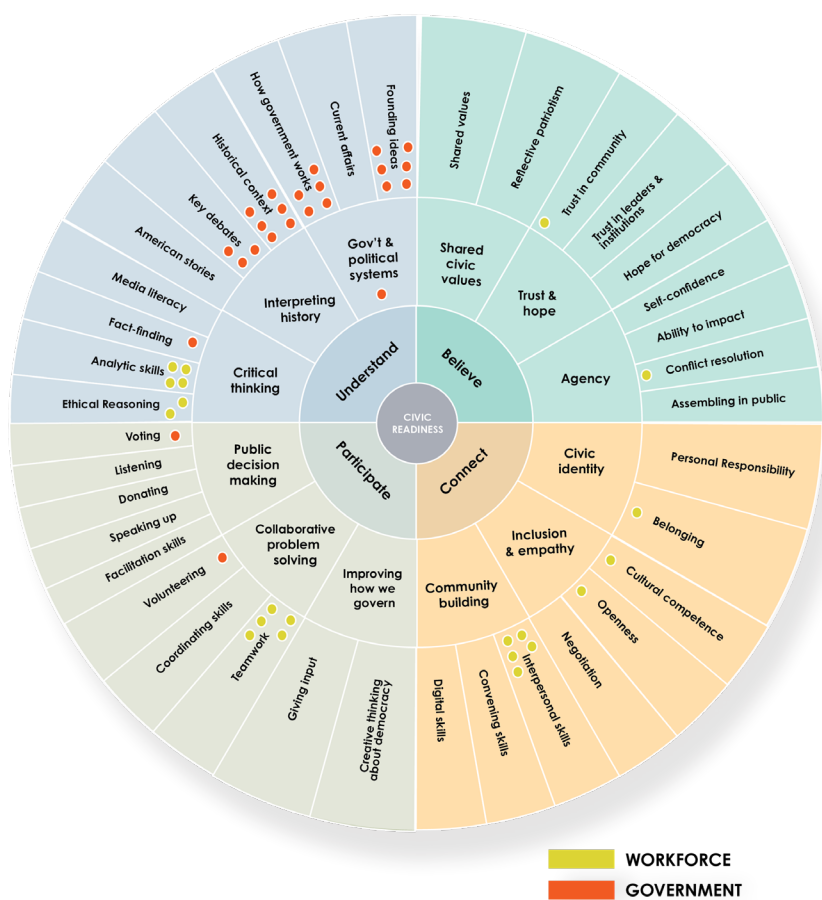 CIVIC
READINESS
Understand
Believe
Connect
Participate
Gov't &
political
systems
Interpreting
history
Critical
thinking
Shared
civic
values
Trust &
hope
Agency
Civic
identity
Inclusion
& empathy
Community
building
Improving
how we
govern
Collaborative
problem
solving
Public
decision
making
Founding ideas
Current affairs
How government works
Historical context
Key debates
American stories
Media literacy
Fact-finding
Analytic skills
Ethical Reasoning
Shared values
Reflective patriotism
Trust in community
Trust in leaders &
institutions
Hope for democracy
Self-confidence
Ability to impact
Conflict resolution
Assembling in public
Personal Responsibility
Belonging
Cultural competence
Openness
Negotiation
Interpersonal skills
Convening skills
Digital skills
Creative thinking
about democracy
Giving input
Teamwork
Coordinating skills
Volunteering
Facilitation skills
Speaking up
Donating
Listening
Voting
WORKFORCE
GOVERNMENT